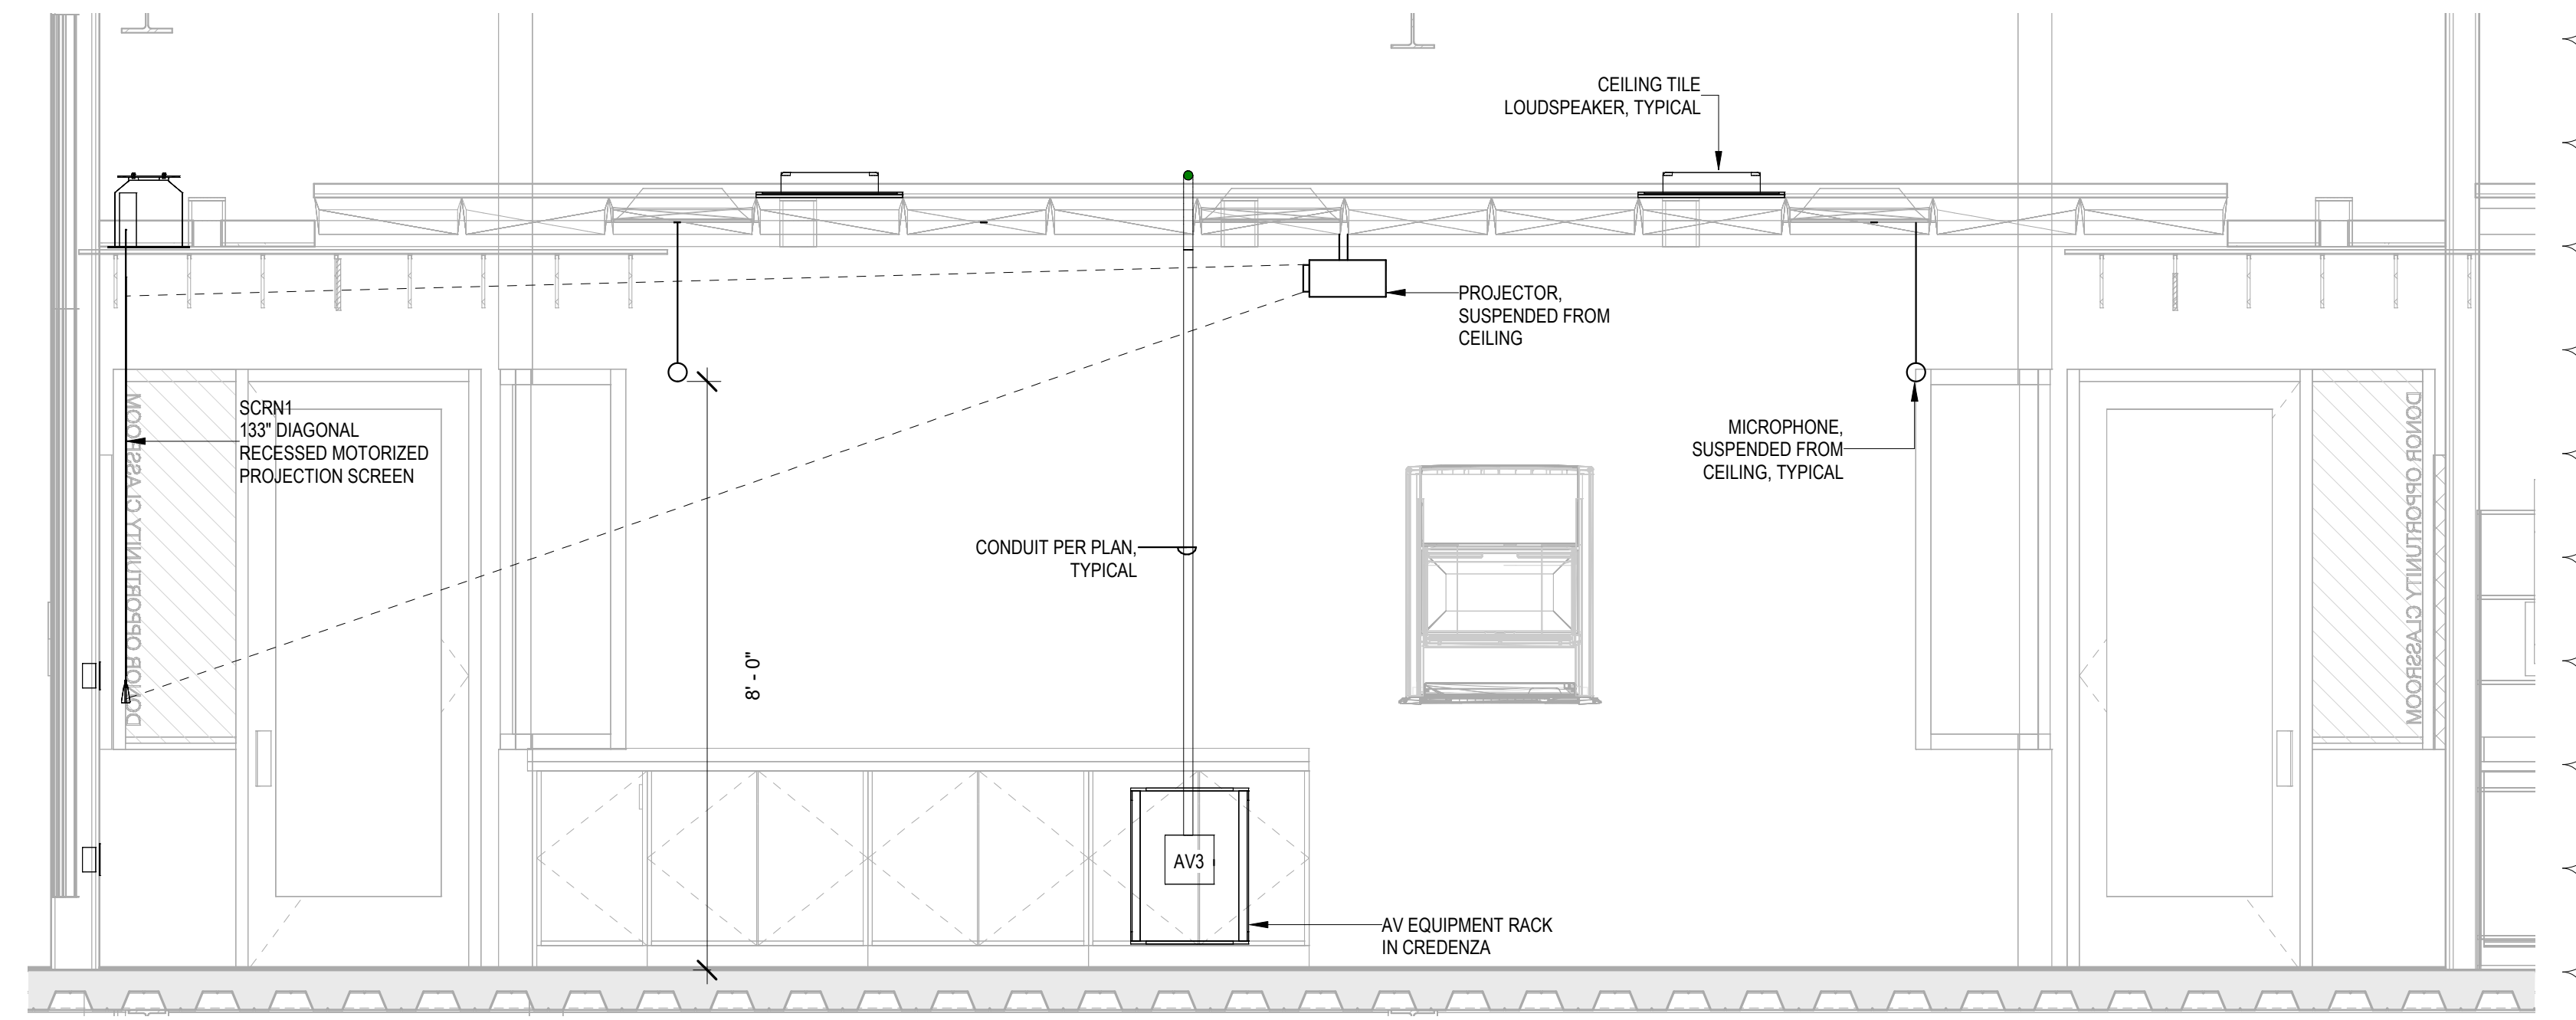 CEILING TILE
LOUDSPEAKER, TYPICAL
PROJECTOR,
SUSPENDED FROM
CEILING
SCRN1
133" DIAGONAL
RECESSED MOTORIZED
PROJECTION SCREEN
DONOR OPPORTUNITY CLASSROOM
MICROPHONE,
SUSPENDED FROM
CEILING, TYPICAL
DONOR OPPORTUNITY CLASSROOM
CONDUIT PER PLAN,
TYPICAL
8' - 0"
AV3
AV EQUIPMENT RACK
IN CREDENZA